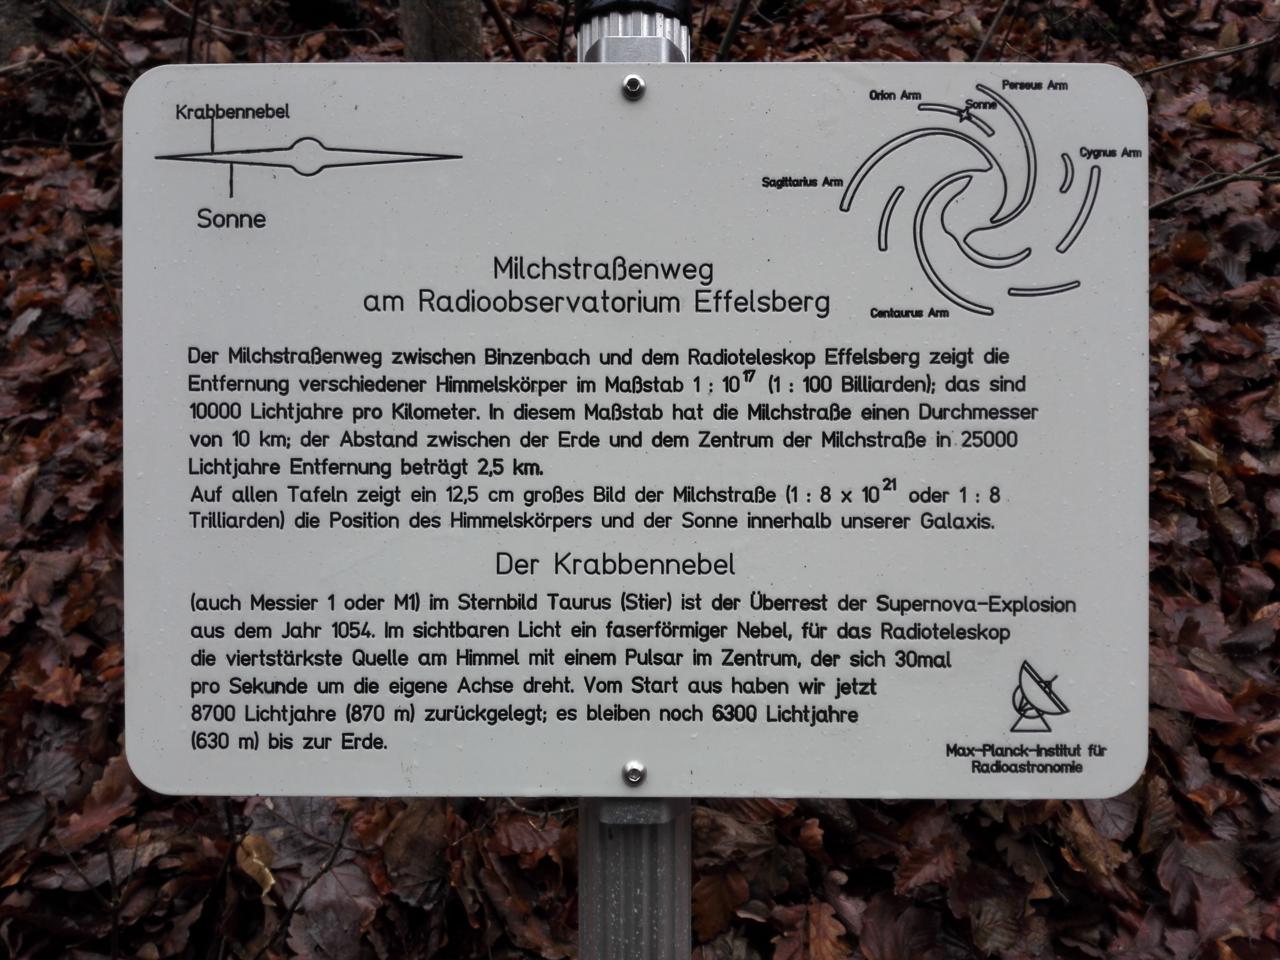 Krabbennebel
Sonne
Orion Arm
Sonne
Perseus Arm
Cygnus Arm
Sagittarius Arm
Centaurus Arm
Milchstraßenweg
am Radioobservatorium Effelsberg
Der Milchstraßenweg zwischen Binzenbach und dem Radioteleskop Effelsberg zeigt die
Entfernung verschiedener Himmelskörper im Maßstab 1 : 10¹⁷ (1 : 100 Billiarden); das sind
10000 Lichtjahre pro Kilometer. In diesem Maßstab hat die Milchstraße einen Durchmesser
von 10 km; der Abstand zwischen der Erde und dem Zentrum der Milchstraße in 25000
Lichtjahre Entfernung beträgt 2,5 km.
Auf allen Tafeln zeigt ein 12,5 cm großes Bild der Milchstraße (1 : 8 x 10²¹ oder 1 : 8
Trilliarden) die Position des Himmelskörpers und der Sonne innerhalb unserer Galaxis.
Der Krabbennebel
(auch Messier 1 oder M1) im Sternbild Taurus (Stier) ist der Überrest der Supernova-Explosion
aus dem Jahr 1054. Im sichtbaren Licht ein faserförmiger Nebel, für das Radioteleskop
die viertstärkste Quelle am Himmel mit einem Pulsar im Zentrum, der sich 30mal
pro Sekunde um die eigene Achse dreht. Vom Start aus haben wir jetzt
8700 Lichtjahre (870 m) zurückgelegt; es bleiben noch 6300 Lichtjahre
(630 m) bis zur Erde.
Max-Planck-Institut für
Radioastronomie